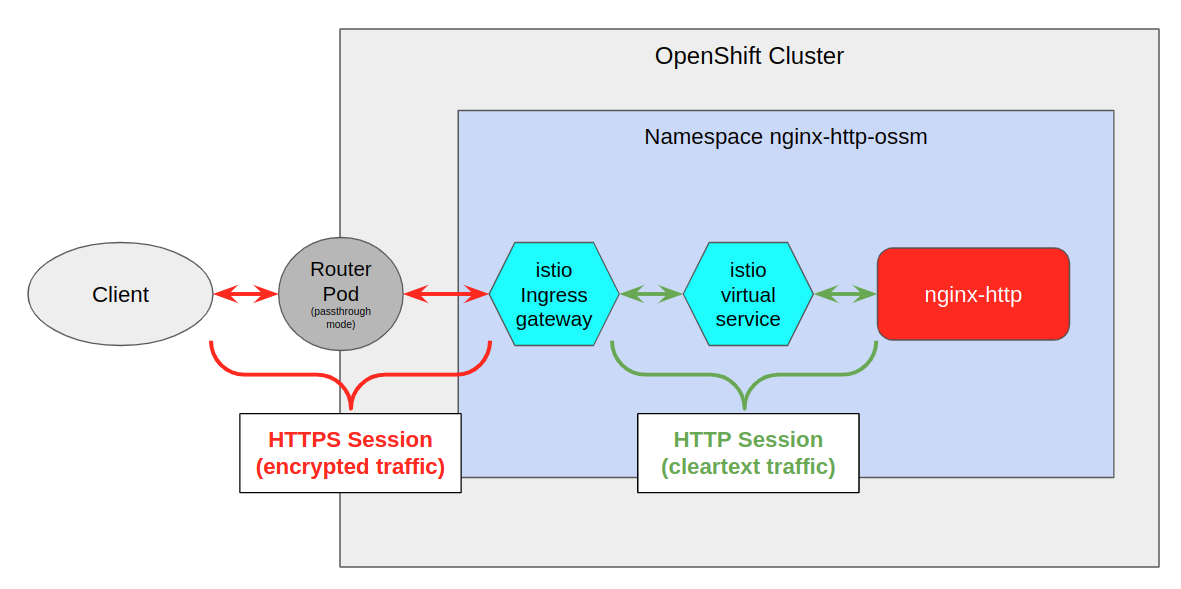 OpenShift Cluster
Namespace nginx-http-ossm
Client
Router
Pod
(passthrough
mode)
istio
Ingress
gateway
istio
virtual
service
nginx-http
HTTPS Session
(encrypted traffic)
HTTP Session
(cleartext traffic)